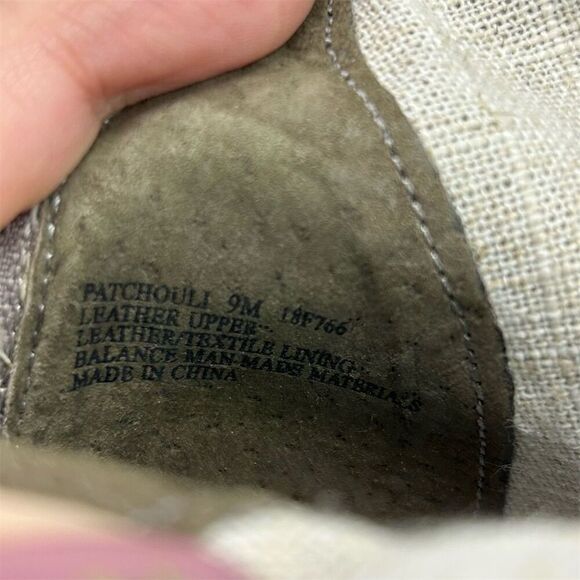 PATCHOULI 9M 18F766
LEATHER UPPER
LEATHER/TEXTILE LINING
BALANCE MAN-MADE MATERIALS
MADE IN CHINA